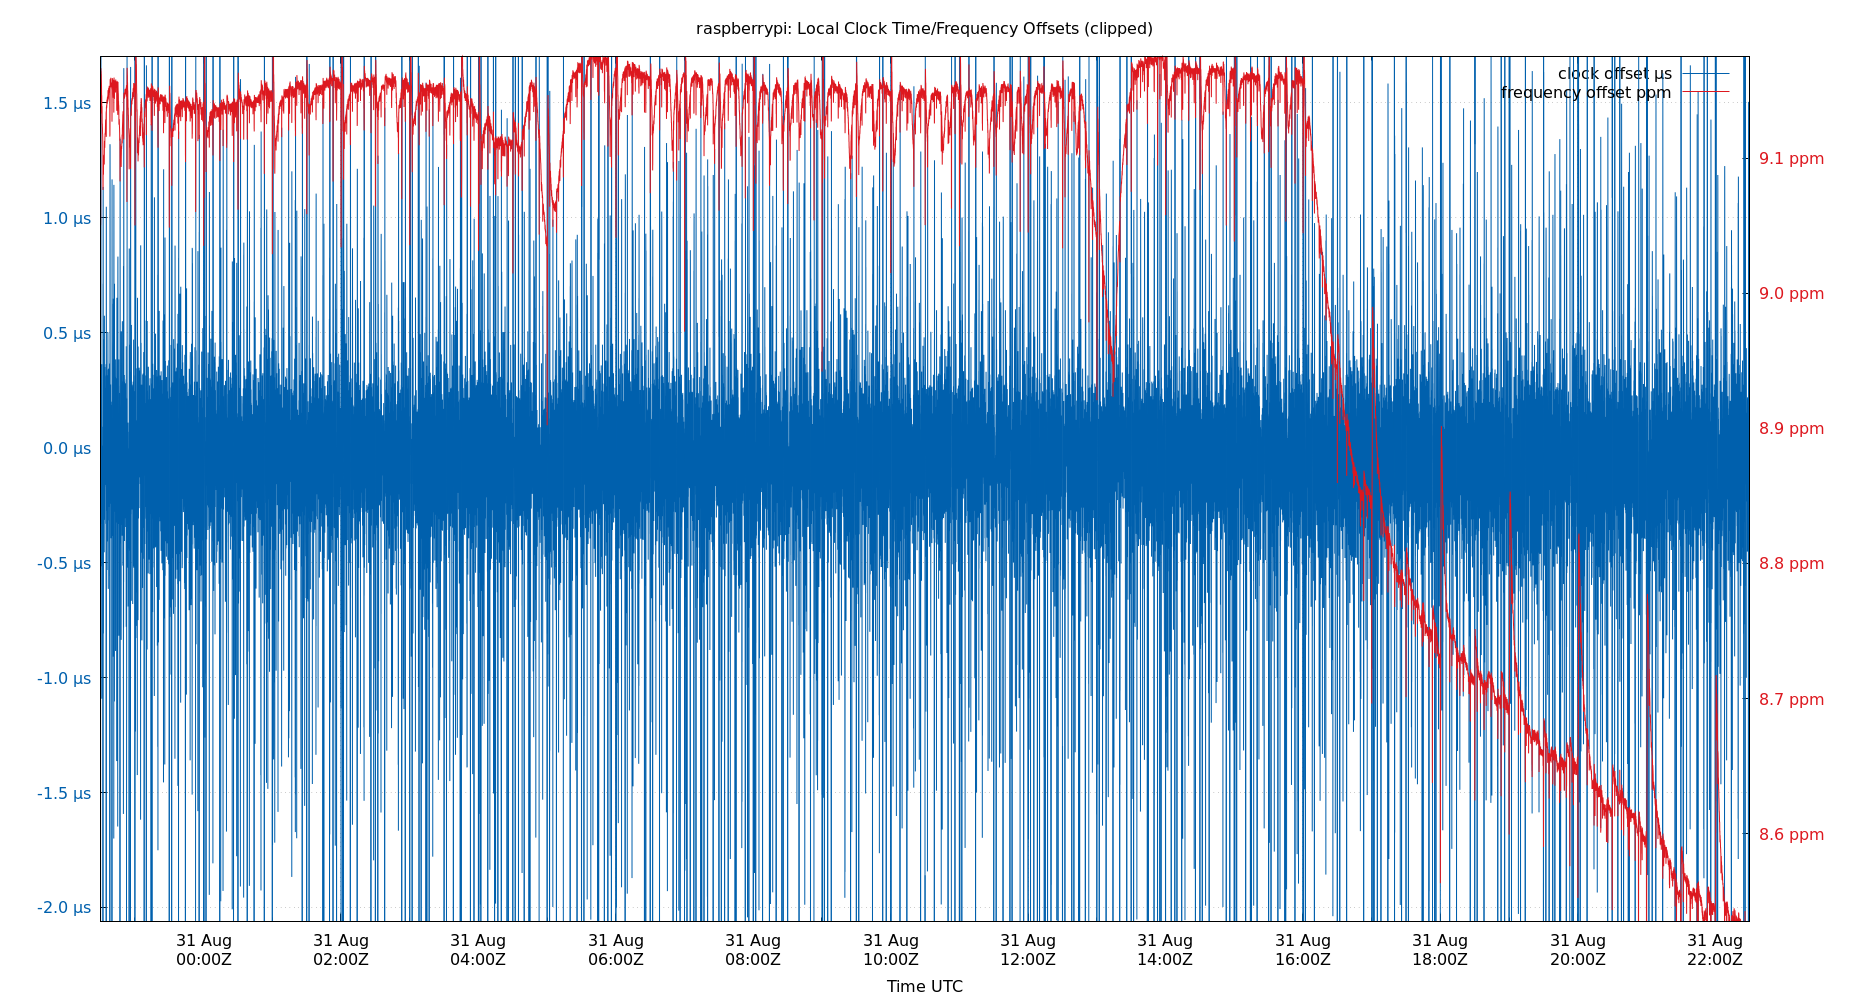 raspberrypi: Local Clock Time/Frequency Offsets (clipped)
clock offset µs
frequency offset ppm
1.5 µs
1.0 µs
0.5 µs
0.0 µs
-0.5 µs
-1.0 µs
-1.5 µs
-2.0 µs
9.1 ppm
9.0 ppm
8.9 ppm
8.8 ppm
8.7 ppm
8.6 ppm
31 Aug 31 Aug 31 Aug 31 Aug 31 Aug 31 Aug 31 Aug 31 Aug 31 Aug 31 Aug 31 Aug 31 Aug
00:00Z 02:00Z 04:00Z 06:00Z 08:00Z 10:00Z 12:00Z 14:00Z 16:00Z 18:00Z 20:00Z 22:00Z
Time UTC